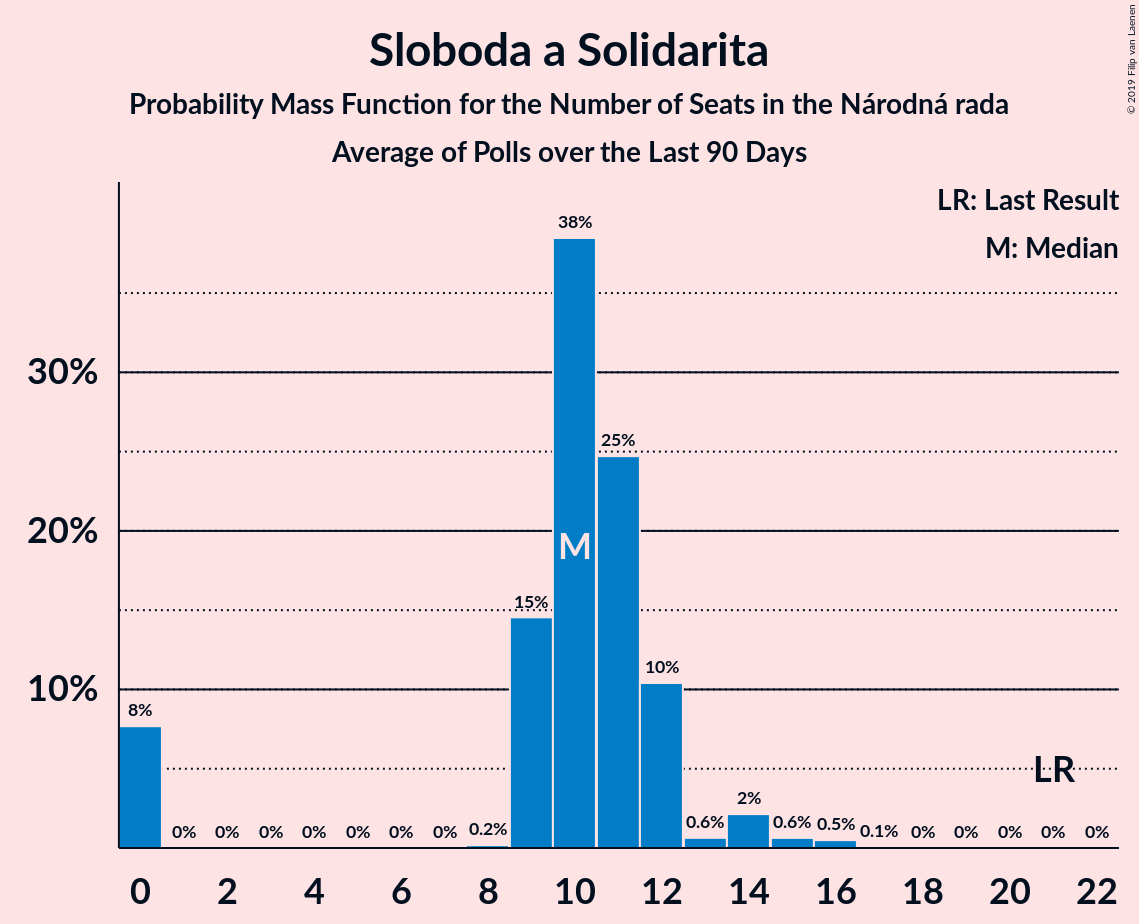 Sloboda a Solidarita
Probability Mass Function for the Number of Seats in the Národná rada
Average of Polls over the Last 90 Days
© 2019 Filip van Laenen
LR: Last Result
M: Median
38%
30%
25%
20%
M
15%
10%
10%
8%
LR
2%
0% 0% 0% 0% 0% 0% 0% 0.2% 0.6% 0.6% 0.5% 0.1% 0% 0% 0% 0% 0%
0 2 4 6 8 10 12 14 16 18 20 22